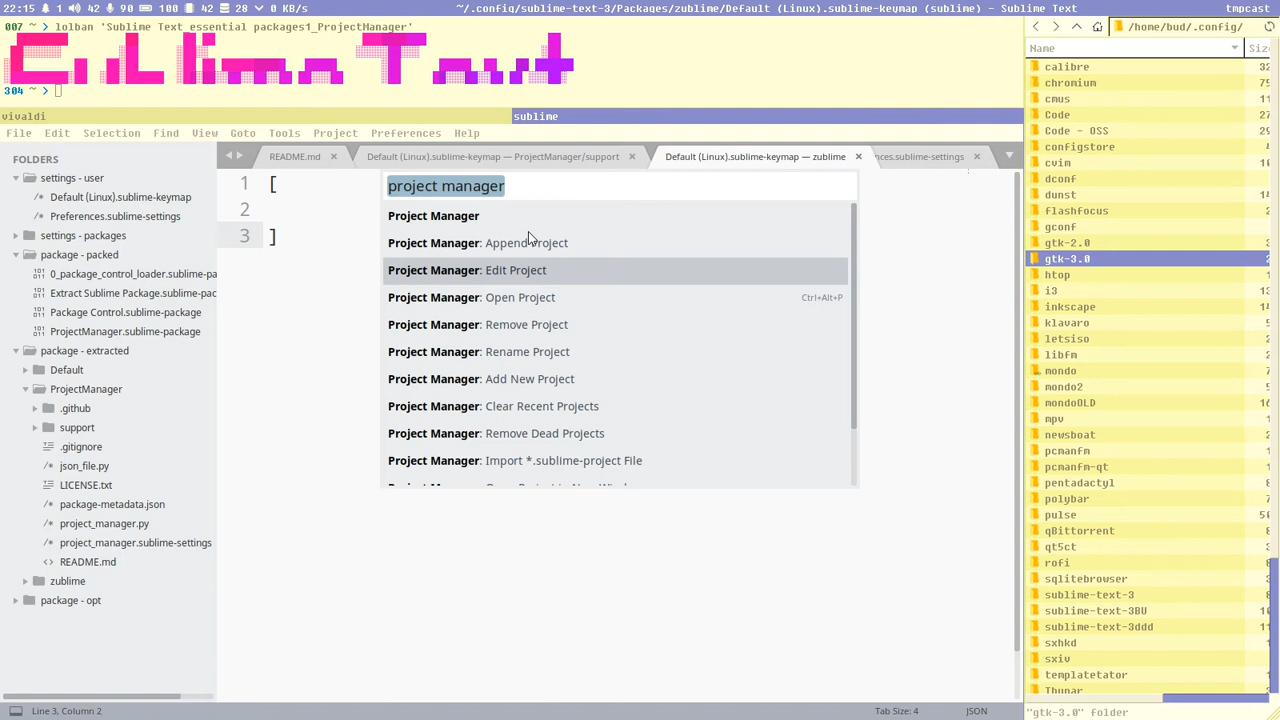 22:15 1 42 90 100 42 28 0 KB/s ~/.config/sublime-text-3/Packages/zublime/Default (Linux).sublime-keymap (sublime) - Sublime Text tmpcast
007 ~ > lolban 'Sublime Text essential packages1_ProjectManager'
304 ~ >
vivaldi sublime
File Edit Selection Find View Goto Tools Project Preferences Help
FOLDERS
settings - user
Default (Linux).sublime-keymap
Preferences.sublime-settings
settings - packages
package - packed
0_package_control_loader.sublime-pa
Extract Sublime Package.sublime-pac
Package Control.sublime-package
ProjectManager.sublime-package
package - extracted
Default
ProjectManager
.github
support
.gitignore
json_file.py
LICENSE.txt
package-metadata.json
project_manager.py
project_manager.sublime-settings
README.md
zublime
package - opt
README.md Default (Linux).sublime-keymap — ProjectManager/support Default (Linux).sublime-keymap — zublime nces.sublime-settings
1 [
2
3 ]
project manager
Project Manager
Project Manager: Append Project
Project Manager: Edit Project
Project Manager: Open Project Ctrl+Alt+P
Project Manager: Remove Project
Project Manager: Rename Project
Project Manager: Add New Project
Project Manager: Clear Recent Projects
Project Manager: Remove Dead Projects
Project Manager: Import *.sublime-project File
Line 3, Column 2 Tab Size: 4 JSON
/home/bud/.config/
Name Siz
calibre 32
chromium 75
cmus 11
Code 27
Code - OSS
configstore
cvim
dconf
dunst
flashfocus
gconf
gtk-2.0
gtk-3.0
htop
i3
inkscape
klavaro
letsiso
libfm
mondo
mondo2
mondoOLD
mpv
newsboat
pcmanfm
pcmanfm-qt
pentadactyl
polybar
pulse
qBittorrent
qt5ct
rofi
sqlitebrowser
sublime-text-3
sublime-text-3BU
sublime-text-3ddd
sxhkd
sxiv
templatetator
Thunar
"gtk-3.0" folder